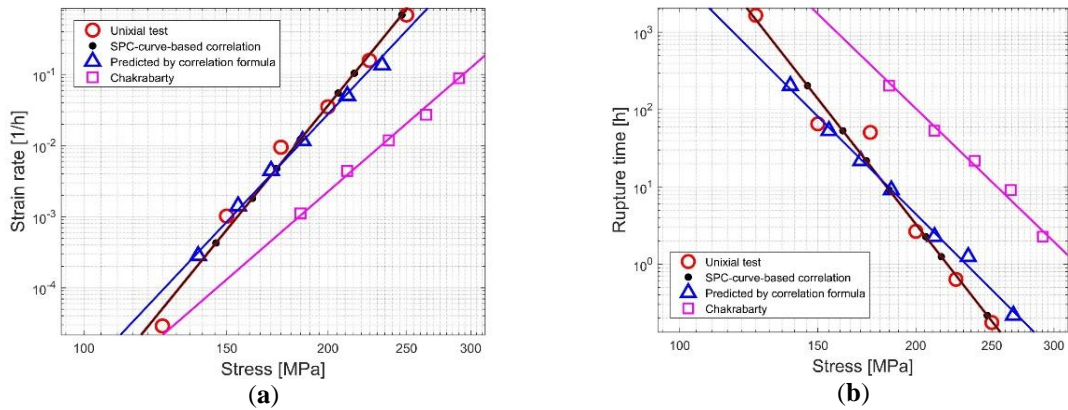 Strain rate [1/h]
10⁻¹
10⁻²
10⁻³
10⁻⁴
Unixial test
SPC-curve-based correlation
Predicted by correlation formula
Chakrabarty
100
150
200
250
300
Stress [MPa]
(a)
Rupture time [h]
10³
10²
10¹
10⁰
Unixial test
SPC-curve-based correlation
Predicted by correlation formula
Chakrabarty
100
150
200
250
300
Stress [MPa]
(b)